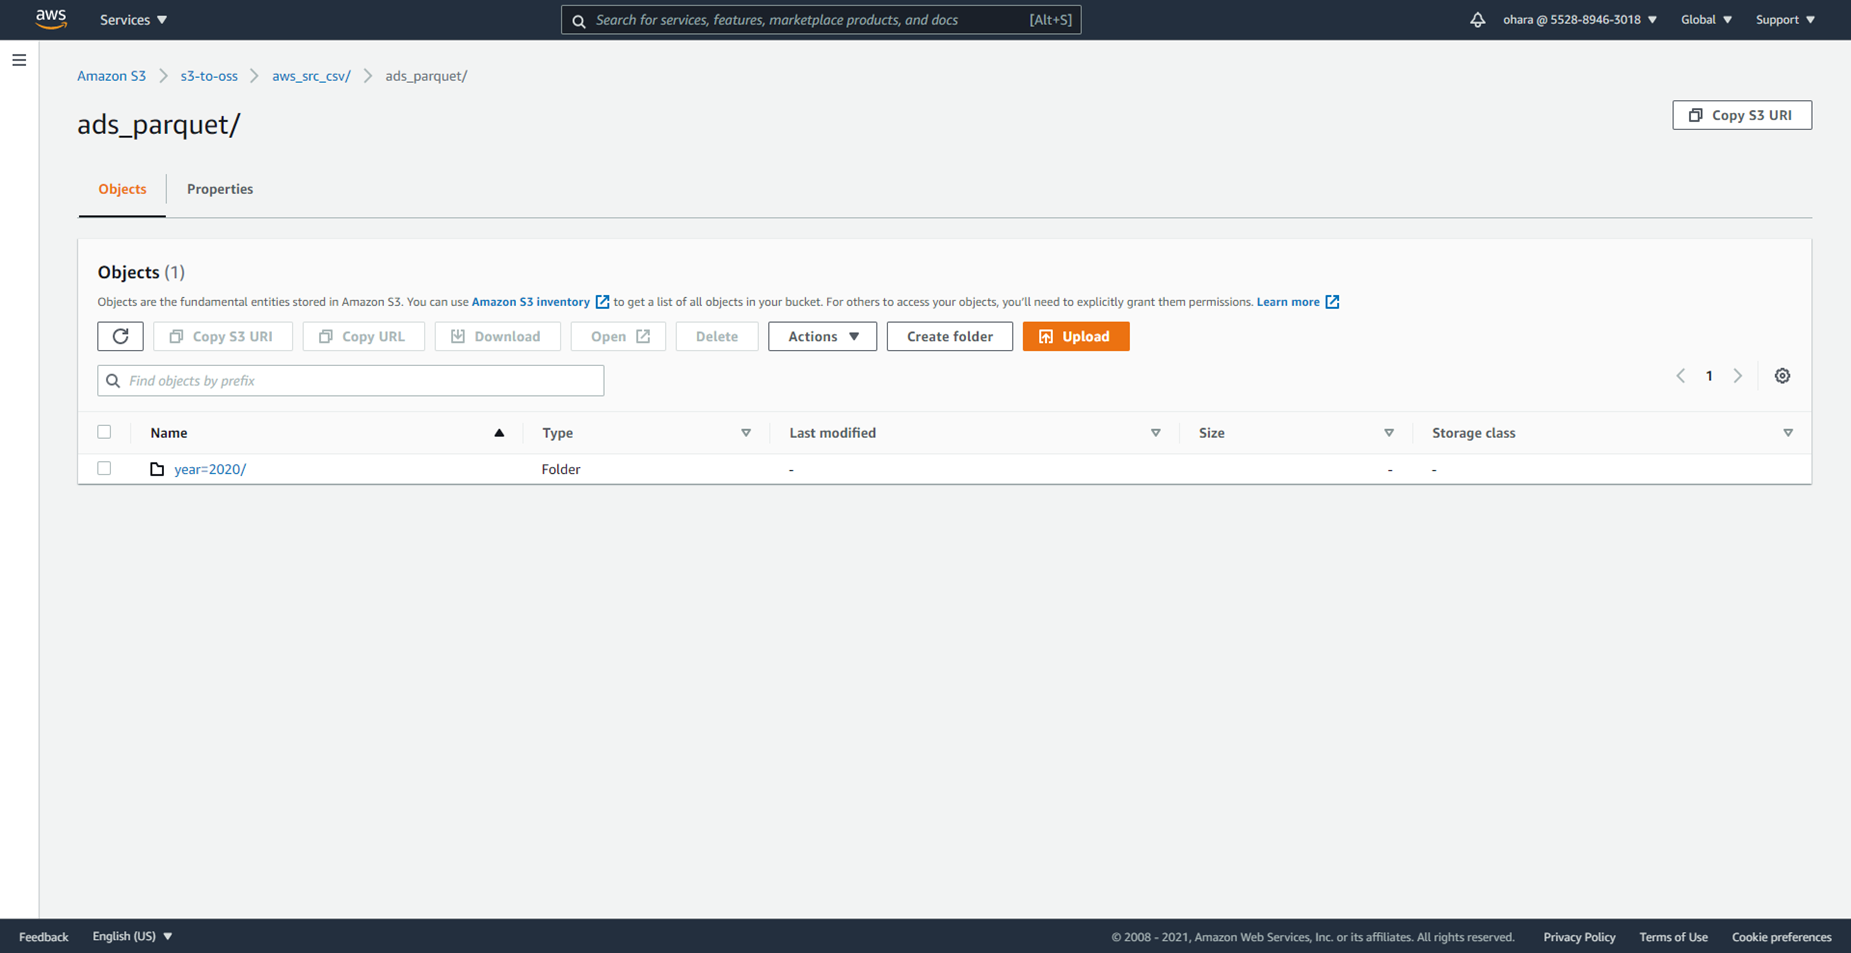 aws Services Search for services, features, marketplace products, and docs [Alt+S] ohara @ 5528-8946-3018 Global Support
Amazon S3 s3-to-oss aws_src_csv/ ads_parquet/
ads_parquet/
Copy S3 URI
Objects Properties
Objects (1)
Objects are the fundamental entities stored in Amazon S3. You can use Amazon S3 inventory to get a list of all objects in your bucket. For others to access your objects, you'll need to explicitly grant them permissions. Learn more
Copy S3 URI Copy URL Download Open Delete Actions Create folder Upload
Find objects by prefix
1
Name Type Last modified Size Storage class
year=2020/ Folder - - -
Feedback English (US) © 2008 - 2021, Amazon Web Services, Inc. or its affiliates. All rights reserved. Privacy Policy Terms of Use Cookie preferences